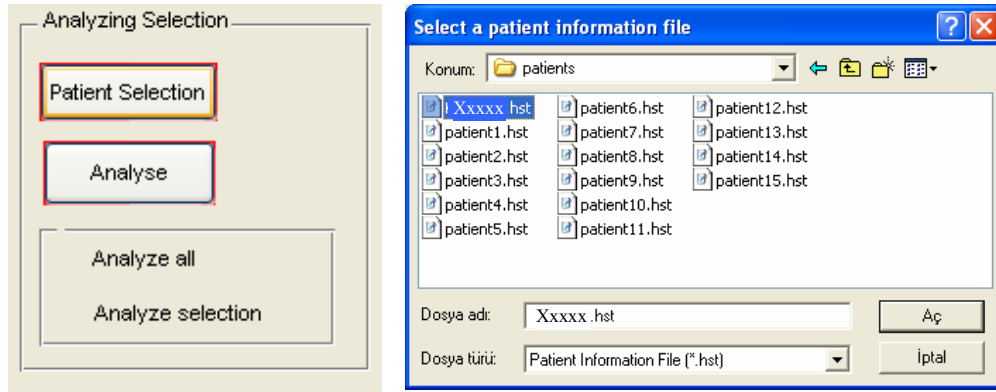 Analyzing Selection
Patient Selection
Analyse
Analyze all
Analyze selection
Select a patient information file
Konum: patients
Xxxxx hst
patient1.hst
patient2.hst
patient3.hst
patient4.hst
patient5.hst
patient6.hst
patient7.hst
patient8.hst
patient9.hst
patient10.hst
patient11.hst
patient12.hst
patient13.hst
patient14.hst
patient15.hst
Dosya adı: Xxxxx .hst
Aç
Dosya türü: Patient Information File (*.hst)
İptal